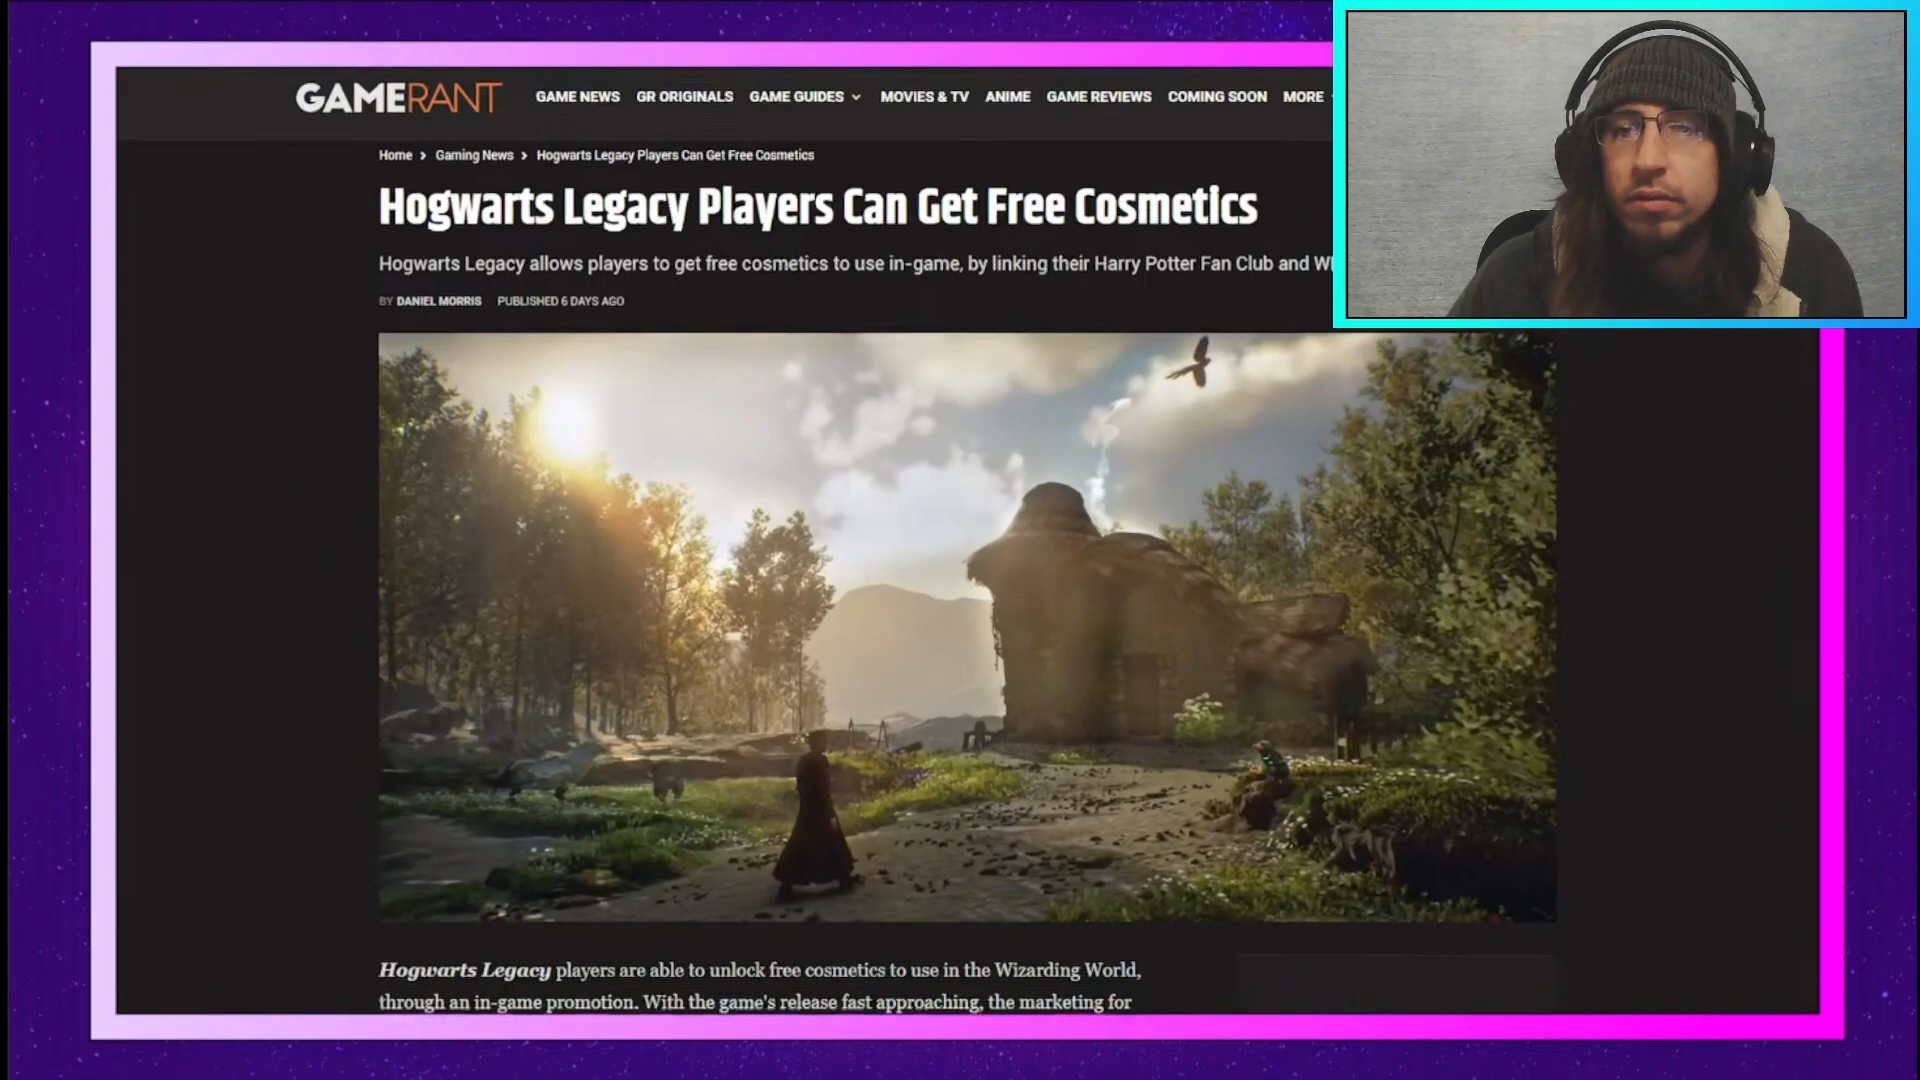 GAMERANT
GAME NEWS GR ORIGINALS GAME GUIDES MOVIES & TV ANIME GAME REVIEWS COMING SOON MORE
Home > Gaming News > Hogwarts Legacy Players Can Get Free Cosmetics
Hogwarts Legacy Players Can Get Free Cosmetics
Hogwarts Legacy allows players to get free cosmetics to use in-game, by linking their Harry Potter Fan Club and
BY DANIEL MORRIS PUBLISHED 6 DAYS AGO
Hogwarts Legacy players are able to unlock free cosmetics to use in the Wizarding World,
through an in-game promotion. With the game's release fast approaching, the marketing for